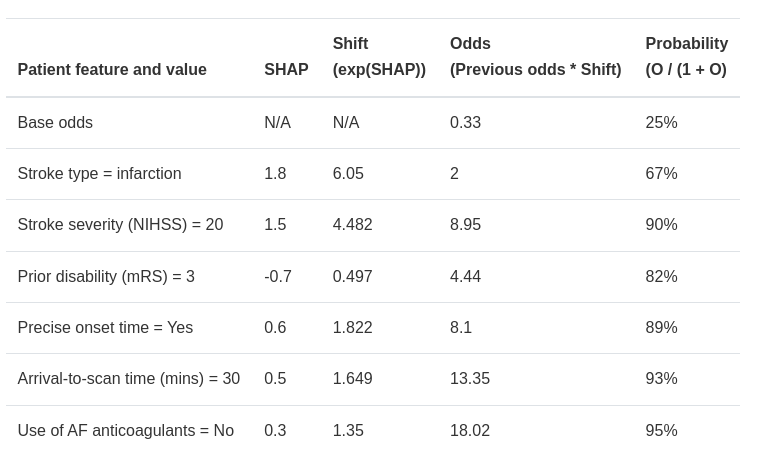 Shift Odds Probability
Patient feature and value SHAP (exp(SHAP)) (Previous odds * Shift) (O / (1 + O)
Base odds N/A N/A 0.33 25%
Stroke type = infarction 1.8 6.05 2 67%
Stroke severity (NIHSS) = 20 1.5 4.482 8.95 90%
Prior disability (mRS) = 3 -0.7 0.497 4.44 82%
Precise onset time = Yes 0.6 1.822 8.1 89%
Arrival-to-scan time (mins) = 30 0.5 1.649 13.35 93%
Use of AF anticoagulants = No 0.3 1.35 18.02 95%